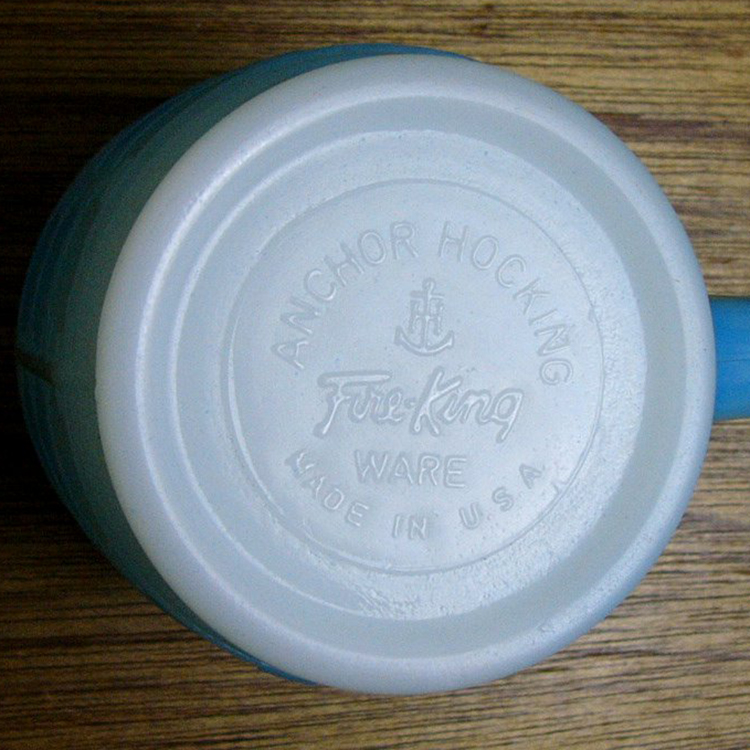 ANCHOR HOCKING
H
Fire-King
WARE
MADE IN U.S.A.